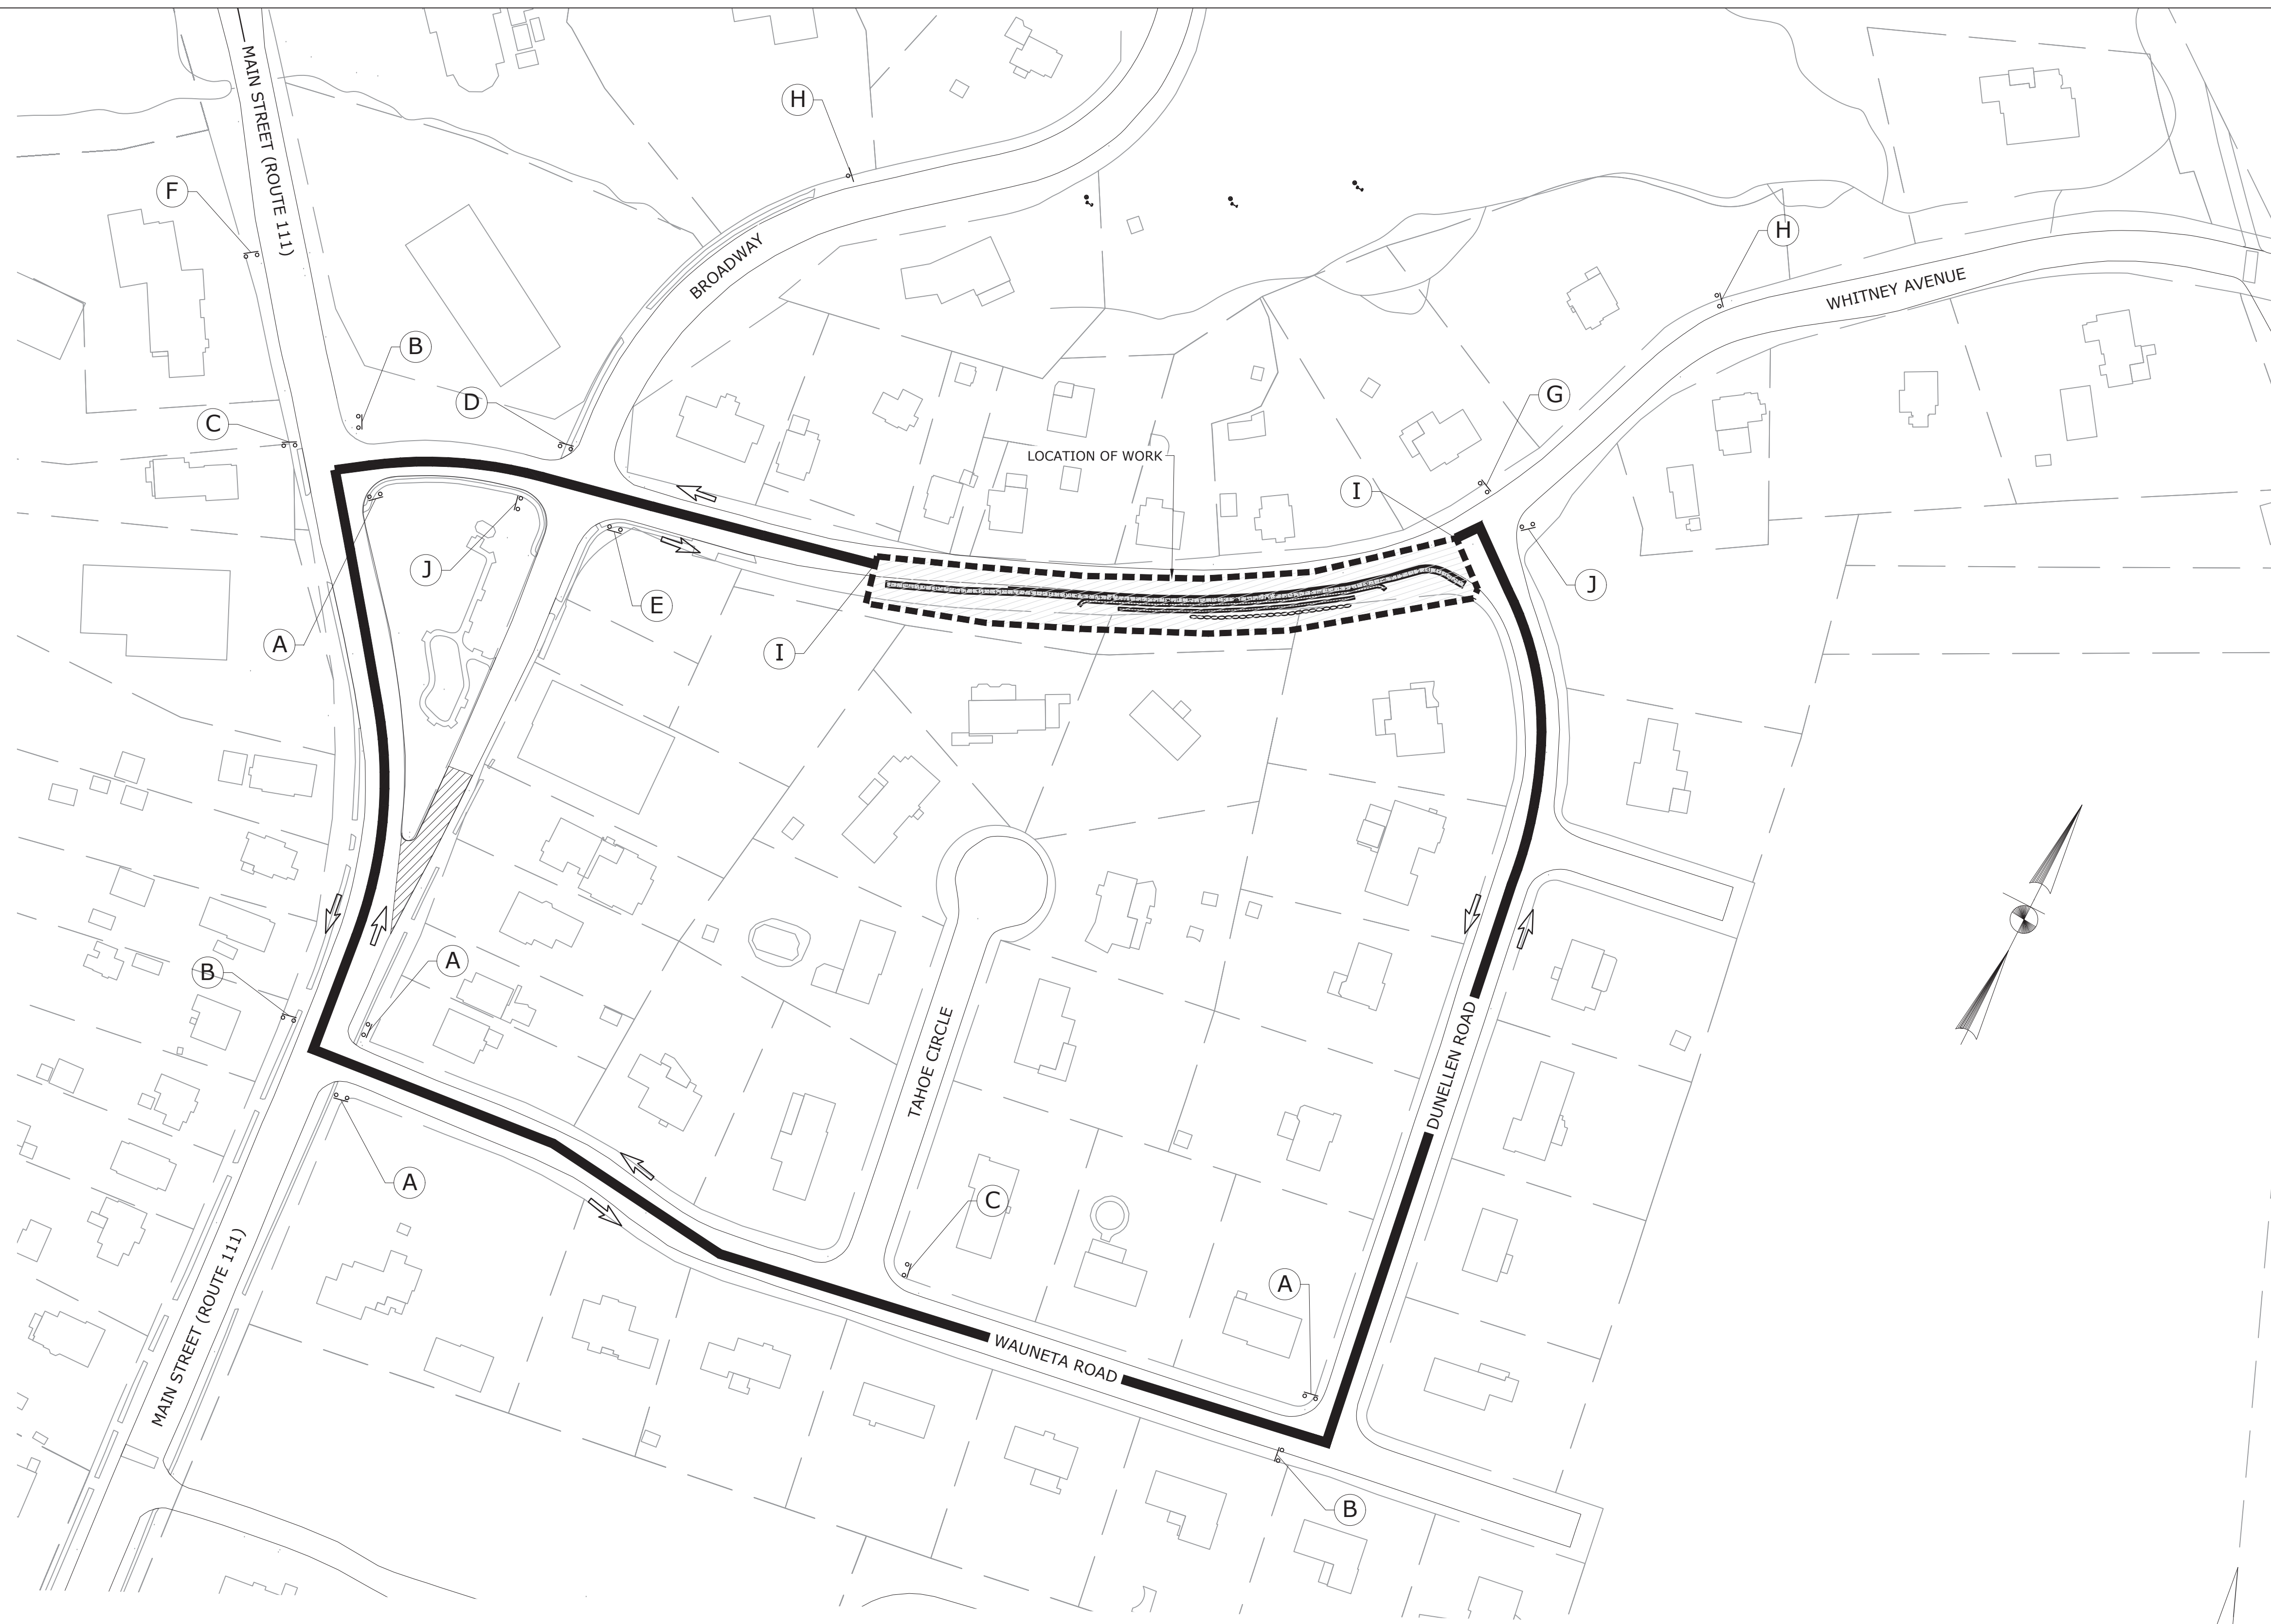 MAIN STREET (ROUTE 111)
H
F
BROADWAY
H
WHITNEY AVENUE
B
D
C
G
LOCATION OF WORK
I
J
J
E
A
I
B
A
TAHOE CIRCLE
DUNELLEN ROAD
A
C
MAIN STREET (ROUTE 111)
A
WAUNETA ROAD
B